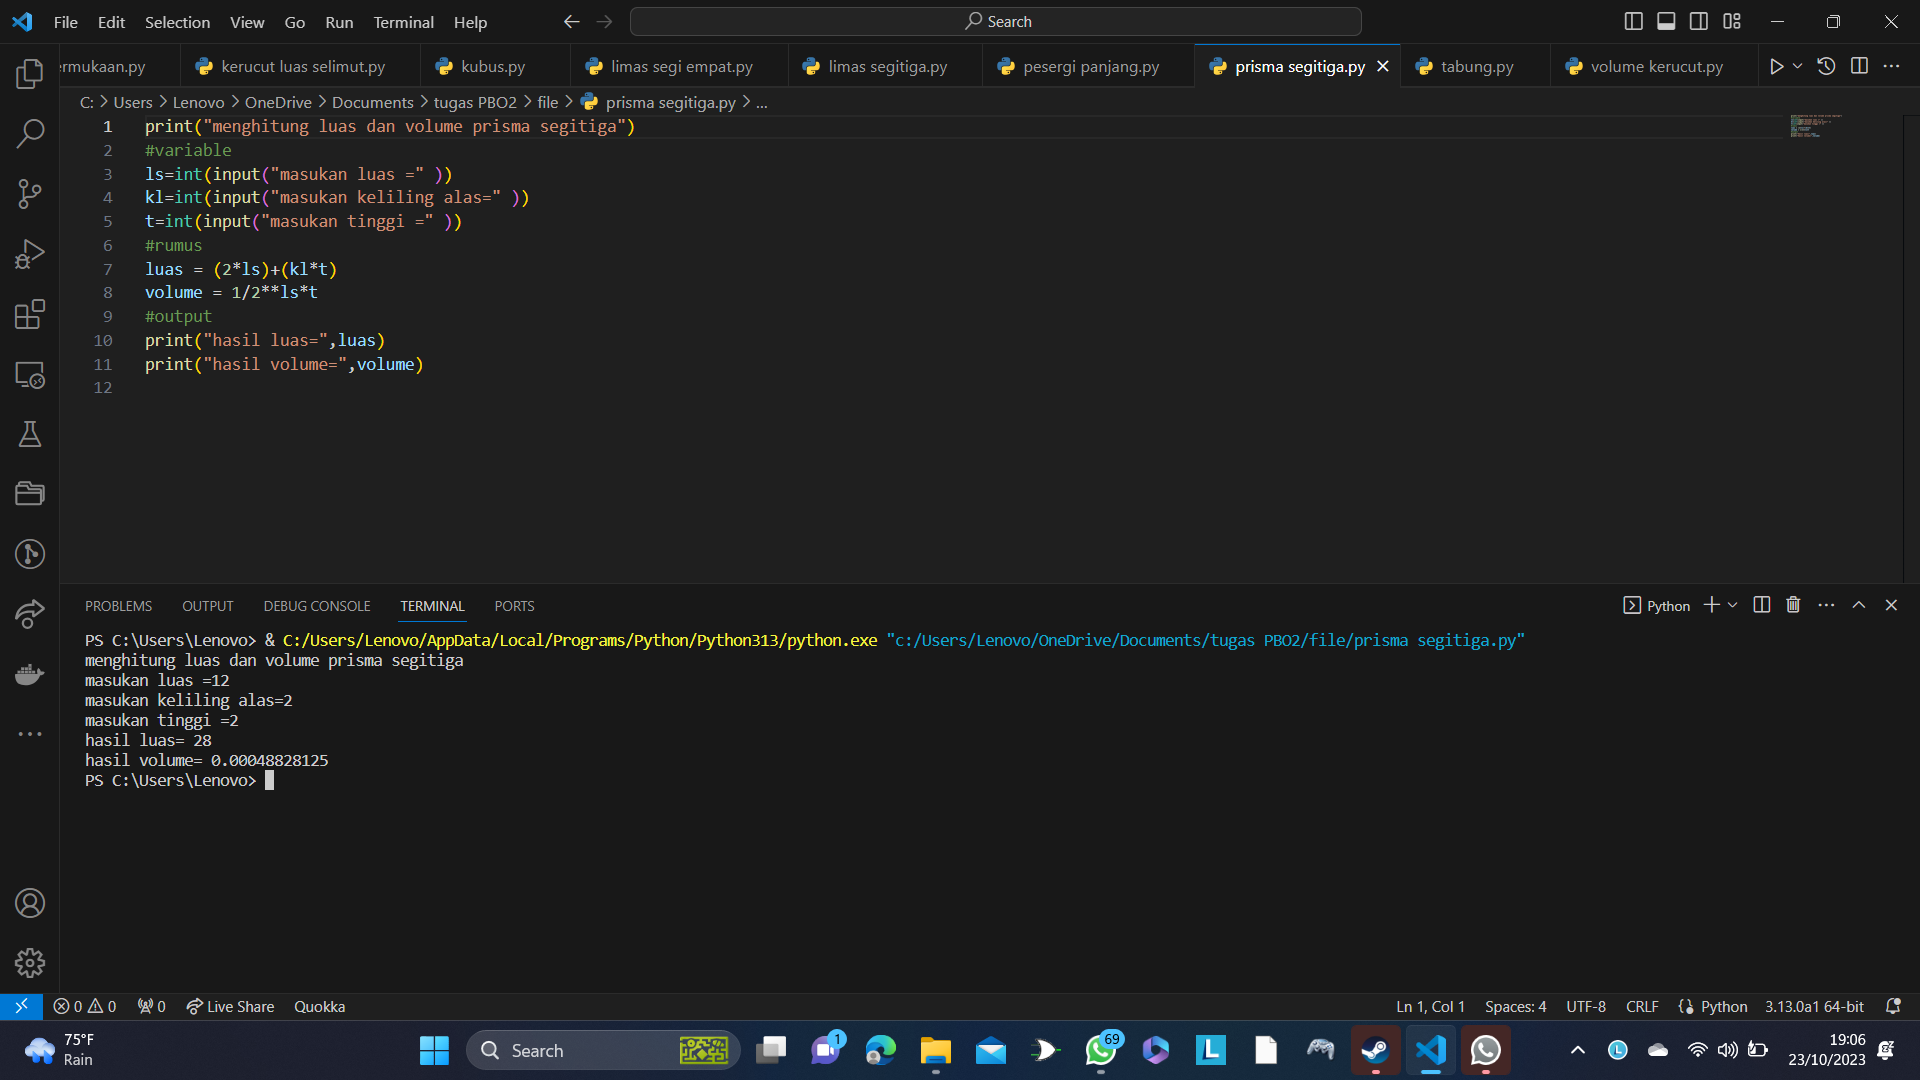 File Edit Selection View Go Run Terminal Help Search
ermukaan.py kerucut luas selimut.py kubus.py limas segi empat.py limas segitiga.py pesergi panjang.py prisma segitiga.py tabung.py volume kerucut.py
C: > Users > Lenovo > OneDrive > Documents > tugas PBO2 > file > prisma segitiga.py > ...
1 print("menghitung luas dan volume prisma segitiga")
2 #variable
3 ls=int(input("masukan luas =" ))
4 kl=int(input("masukan keliling alas=" ))
5 t=int(input("masukan tinggi =" ))
6 #rumus
7 luas = (2*ls)+(kl*t)
8 volume = 1/2**ls*t
9 #output
10 print("hasil luas=",luas)
11 print("hasil volume=",volume)
12
PROBLEMS OUTPUT DEBUG CONSOLE TERMINAL PORTS Python
PS C:\Users\Lenovo> & C:/Users/Lenovo/AppData/Local/Programs/Python/Python313/python.exe "c:/Users/Lenovo/OneDrive/Documents/tugas PBO2/file/prisma segitiga.py"
menghitung luas dan volume prisma segitiga
masukan luas =12
masukan keliling alas=2
masukan tinggi =2
hasil luas= 28
hasil volume= 0.00048828125
PS C:\Users\Lenovo>
0 0 0 Live Share Quokka Ln 1, Col 1 Spaces: 4 UTF-8 CRLF Python 3.13.0a1 64-bit
75°F
Rain
Search
1
69
L
L
19:06
23/10/2023